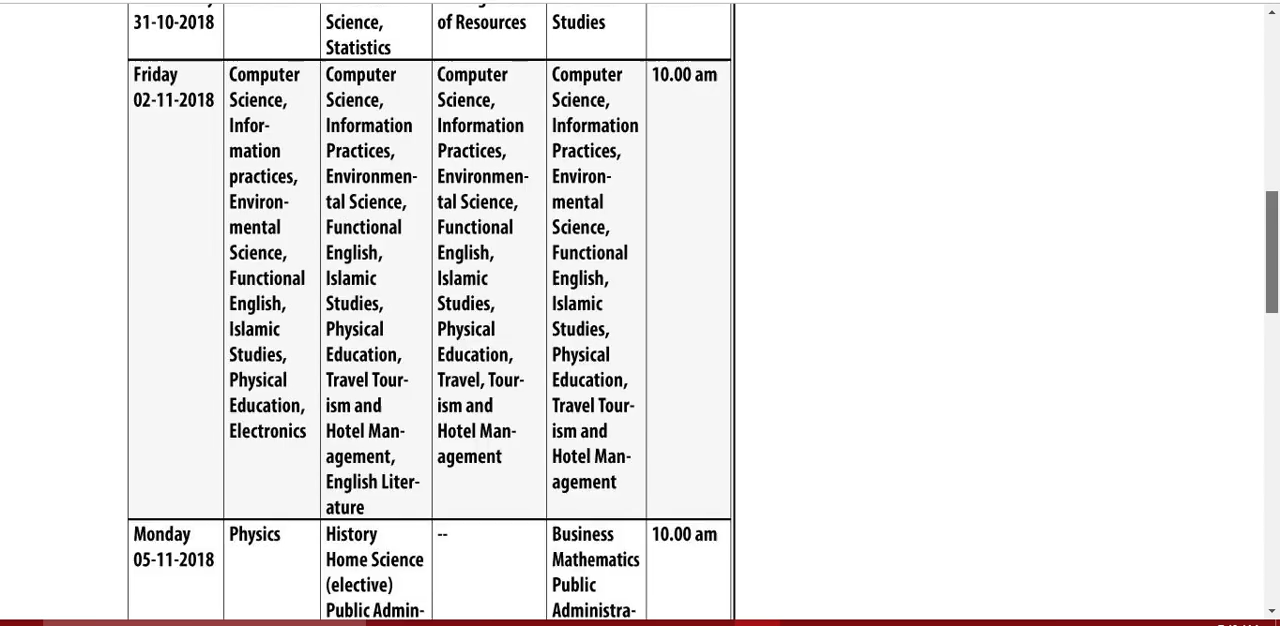 31-10-2018
Science,
Statistics
of Resources
Studies
Friday
02-11-2018
Computer
Science,
Infor-
mation
practices,
Environ-
mental
Science,
Functional
English,
Islamic
Studies,
Physical
Education,
Electronics
Computer
Science,
Information
Practices,
Environmen-
tal Science,
Functional
English,
Islamic
Studies,
Physical
Education,
Travel Tour-
ism and
Hotel Man-
agement,
English Liter-
ature
Computer
Science,
Information
Practices,
Environmen-
tal Science,
Functional
English,
Islamic
Studies,
Physical
Education,
Travel, Tour-
ism and
Hotel Man-
agement
Computer
Science,
Information
Practices,
Environ-
mental
Science,
Functional
English,
Islamic
Studies,
Physical
Education,
Travel Tour-
ism and
Hotel Man-
agement
10.00 am
Monday
05-11-2018
Physics
History
Home Science
(elective)
Public Admin-
--
Business
Mathematics
Public
Administra-
10.00 am